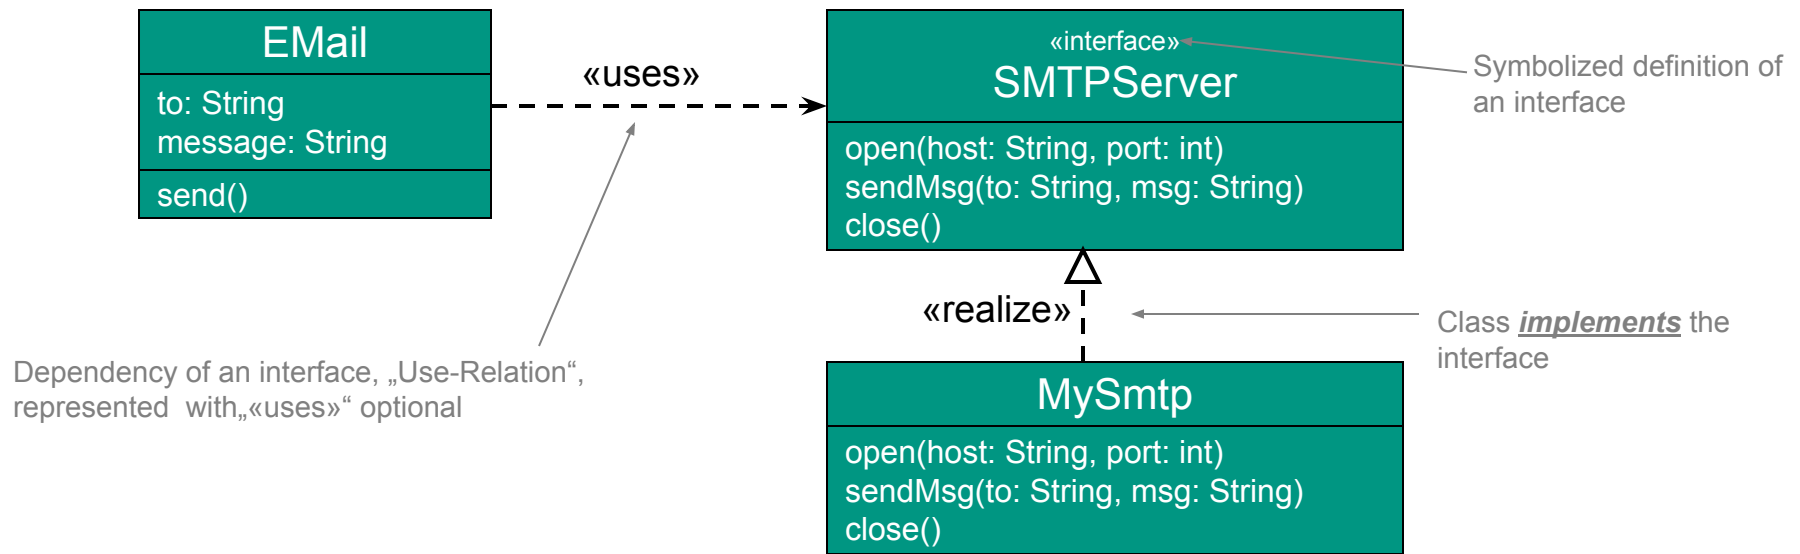 EMail
to: String
message: String
send()
«uses»
«interface»
SMTPServer
open(host: String, port: int)
sendMsg(to: String, msg: String)
close()
Symbolized definition of
an interface
«realize»
Class implements the
interface
Dependency of an interface, „Use-Relation“,
represented  with„«uses»“ optional
MySmtp
open(host: String, port: int)
sendMsg(to: String, msg: String)
close()